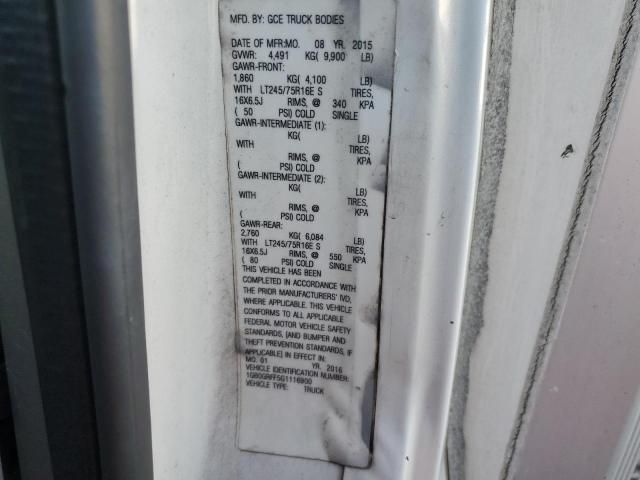 MFD. BY: GCE TRUCK BODIES
DATE OF MFR:MO. 08 YR. 2015
GVWR: 4,491 KG( 9,900 LB)
GAWR-FRONT:
1,860 KG( 4,100 LB)
WITH LT245/75R16E S TIRES,
16X6.5J RIMS, @ 340 KPA
( 50 PSI) COLD SINGLE
GAWR-INTERMEDIATE (1):
KG( LB)
WITH TIRES,
RIMS, @ KPA
( PSI) COLD
GAWR-INTERMEDIATE (2):
KG( LB)
WITH TIRES,
RIMS, @ KPA
( PSI) COLD
GAWR-REAR:
2,760 KG( 6,084 LB)
WITH LT245/75R16E S TIRES,
16X6.5J RIMS, @ 550 KPA
( 80 PSI) COLD SINGLE
THIS VEHICLE HAS BEEN
COMPLETED IN ACCORDANCE WITH
THE PRIOR MANUFACTURERS' IVD,
WHERE APPLICABLE. THIS VEHICLE
CONFORMS TO ALL APPLICABLE
FEDERAL MOTOR VEHICLE SAFETY
STANDARDS, [AND BUMPER AND
THEFT PREVENTION STANDARDS, IF
APPLICABLE] IN EFFECT IN:
MO. 01 YR. 2016
VEHICLE IDENTIFICATION NUMBER:
1GB0GRFF5G1116900
VEHICLE TYPE: TRUCK